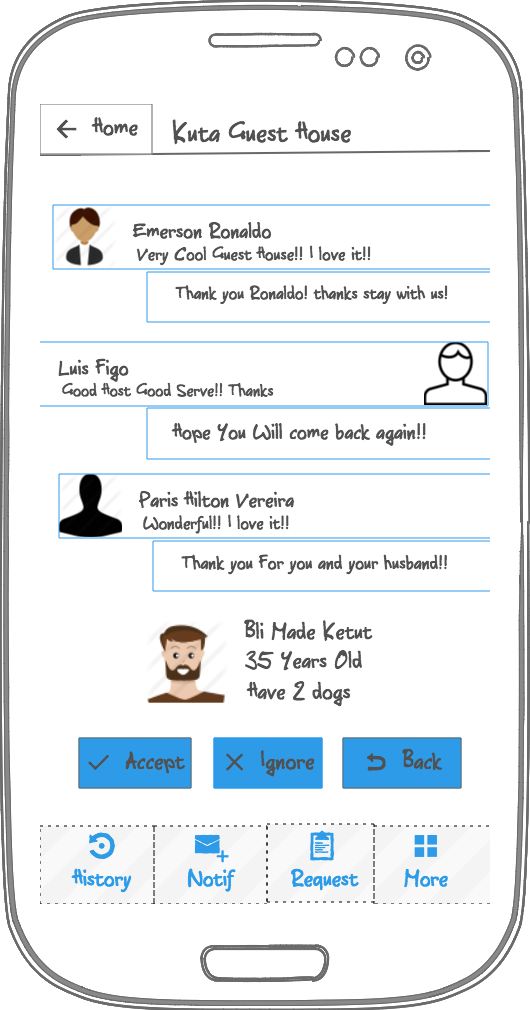 Home
Kuta Guest House
Emerson Ronaldo
Very Cool Guest House!! I love it!!
Thank you Ronaldo! thanks stay with us!
Luis Figo
Good Host Good Serve!! Thanks
Hope You Will come back again!!
Paris Hilton Vereira
Wonderful!! I love it!!
Thank you For you and your husband!!
Bli Made Ketut
35 Years Old
Have 2 dogs
Accept
Ignore
Back
History
Notif
Request
More